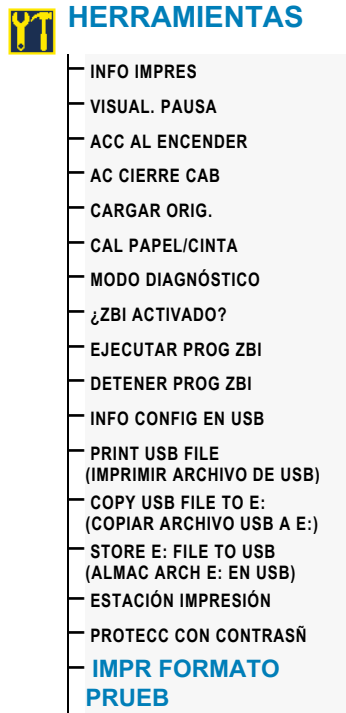 HERRAMIENTAS
INFO IMPRES
VISUAL. PAUSA
ACC AL ENCENDER
AC CIERRE CAB
CARGAR ORIG.
CAL PAPEL/CINTA
MODO DIAGNÓSTICO
¿ZBI ACTIVADO?
EJECUTAR PROG ZBI
DETENER PROG ZBI
INFO CONFIG EN USB
PRINT USB FILE
(IMPRIMIR ARCHIVO DE USB)
COPY USB FILE TO E:
(COPIAR ARCHIVO USB A E:)
STORE E: FILE TO USB
(ALMAC ARCH E: EN USB)
ESTACIÓN IMPRESIÓN
PROTECC CON CONTRASÑ
IMPR FORMATO
PRUEB